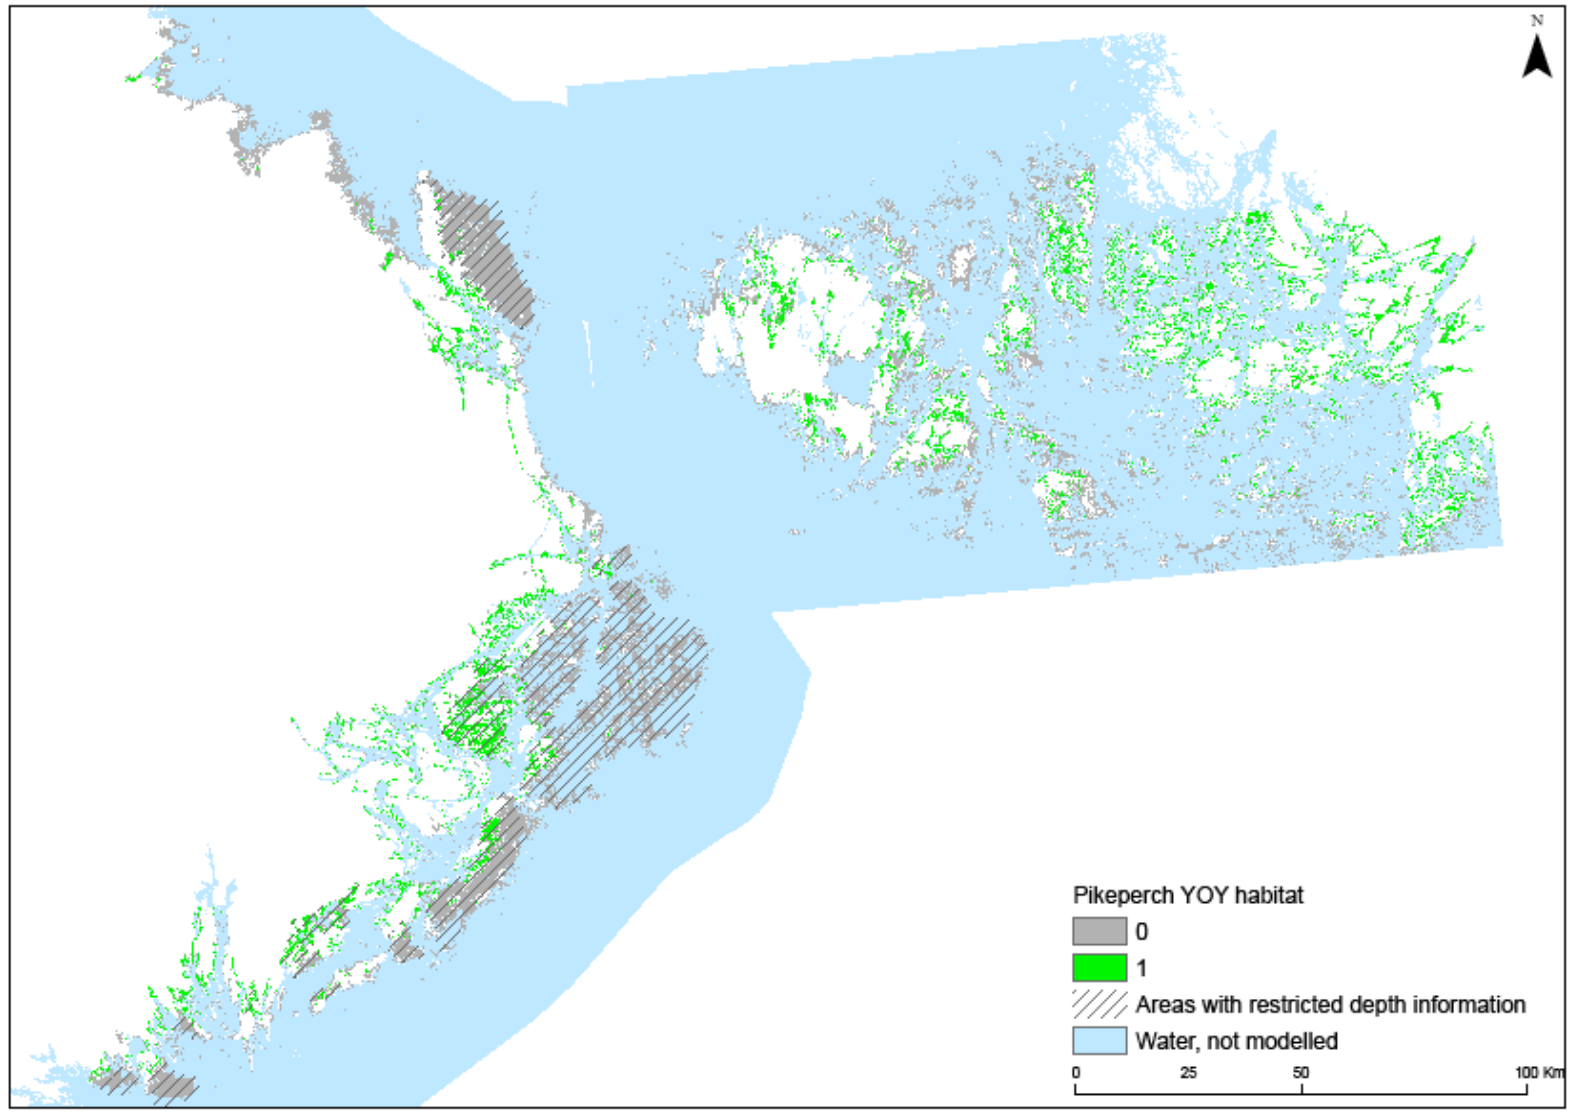 N
Pikeperch YOY habitat
0
1
Areas with restricted depth information
Water, not modelled
0 25 50 100 Km